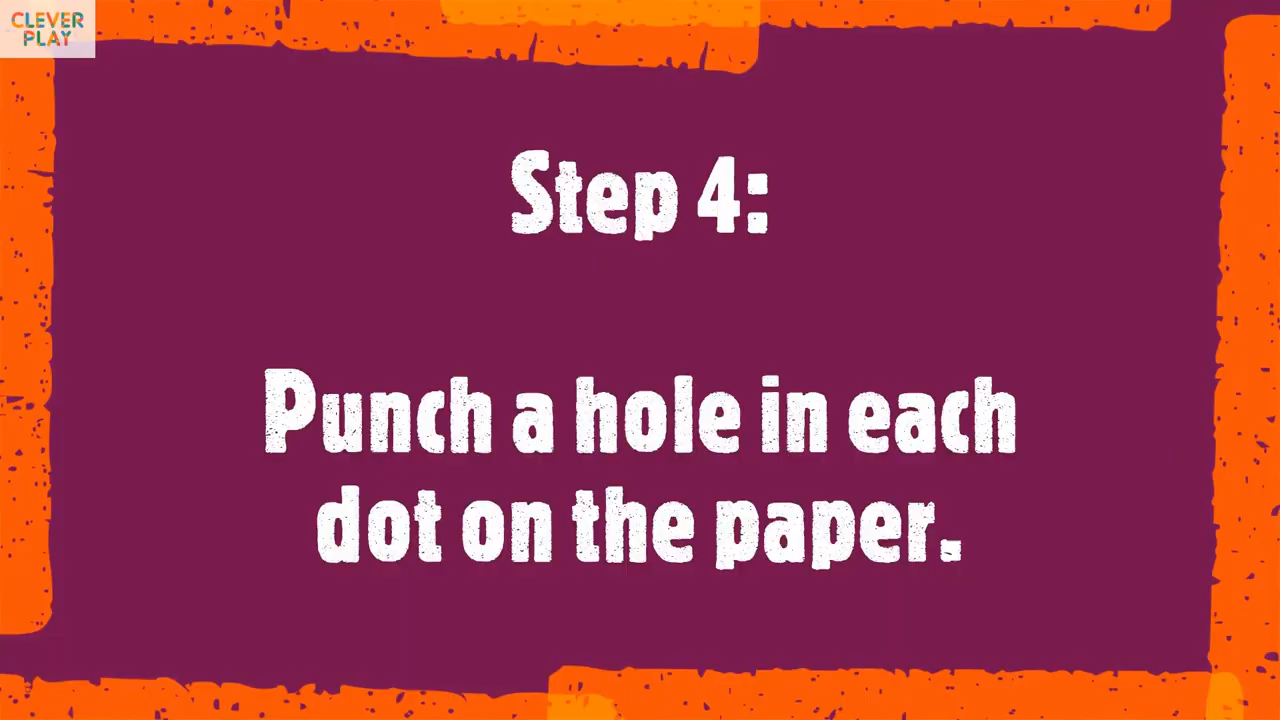 CLEVER
PLAY
Step 4:
Punch a hole in each
dot on the paper.